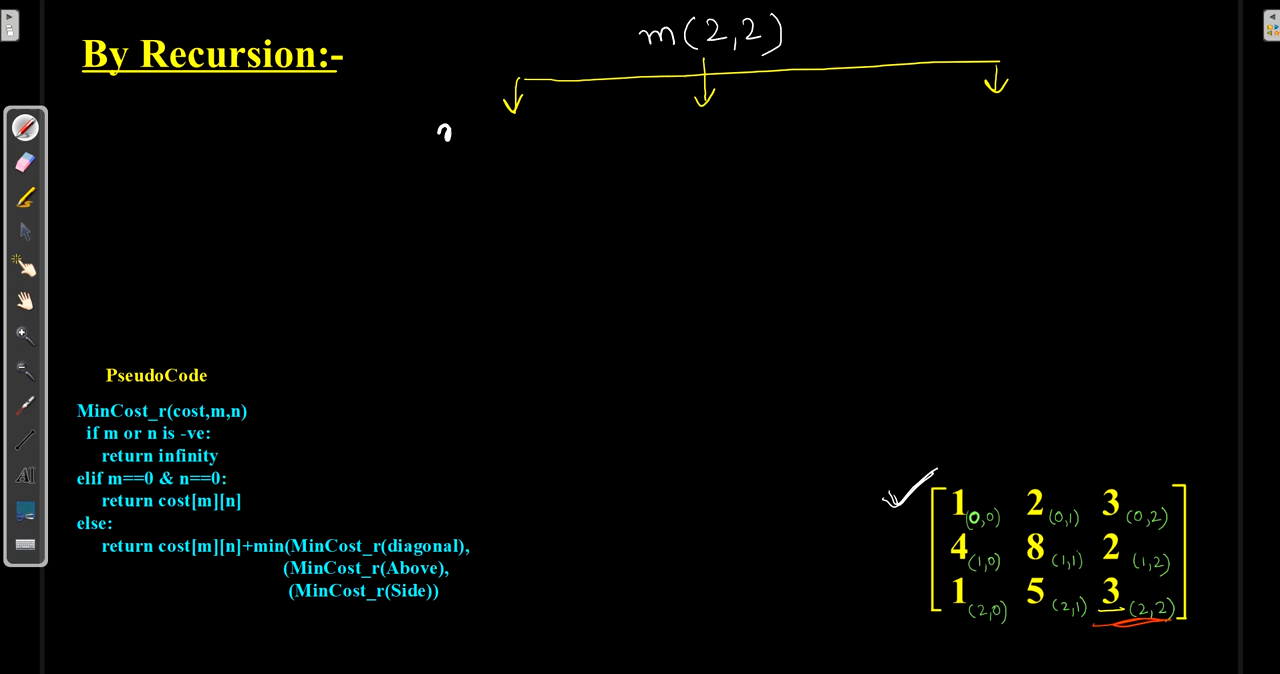 By Recursion:-
m(2,2)
PseudoCode
MinCost_r(cost,m,n)
if m or n is -ve:
return infinity
elif m==0 & n==0:
return cost[m][n]
else:
return cost[m][n]+min(MinCost_r(diagonal),
(MinCost_r(Above),
(MinCost_r(Side))
1(0,0) 2(0,1) 3(0,2)
4(1,0) 8(1,1) 2(1,2)
1(2,0) 5(2,1) 3(2,2)
AI